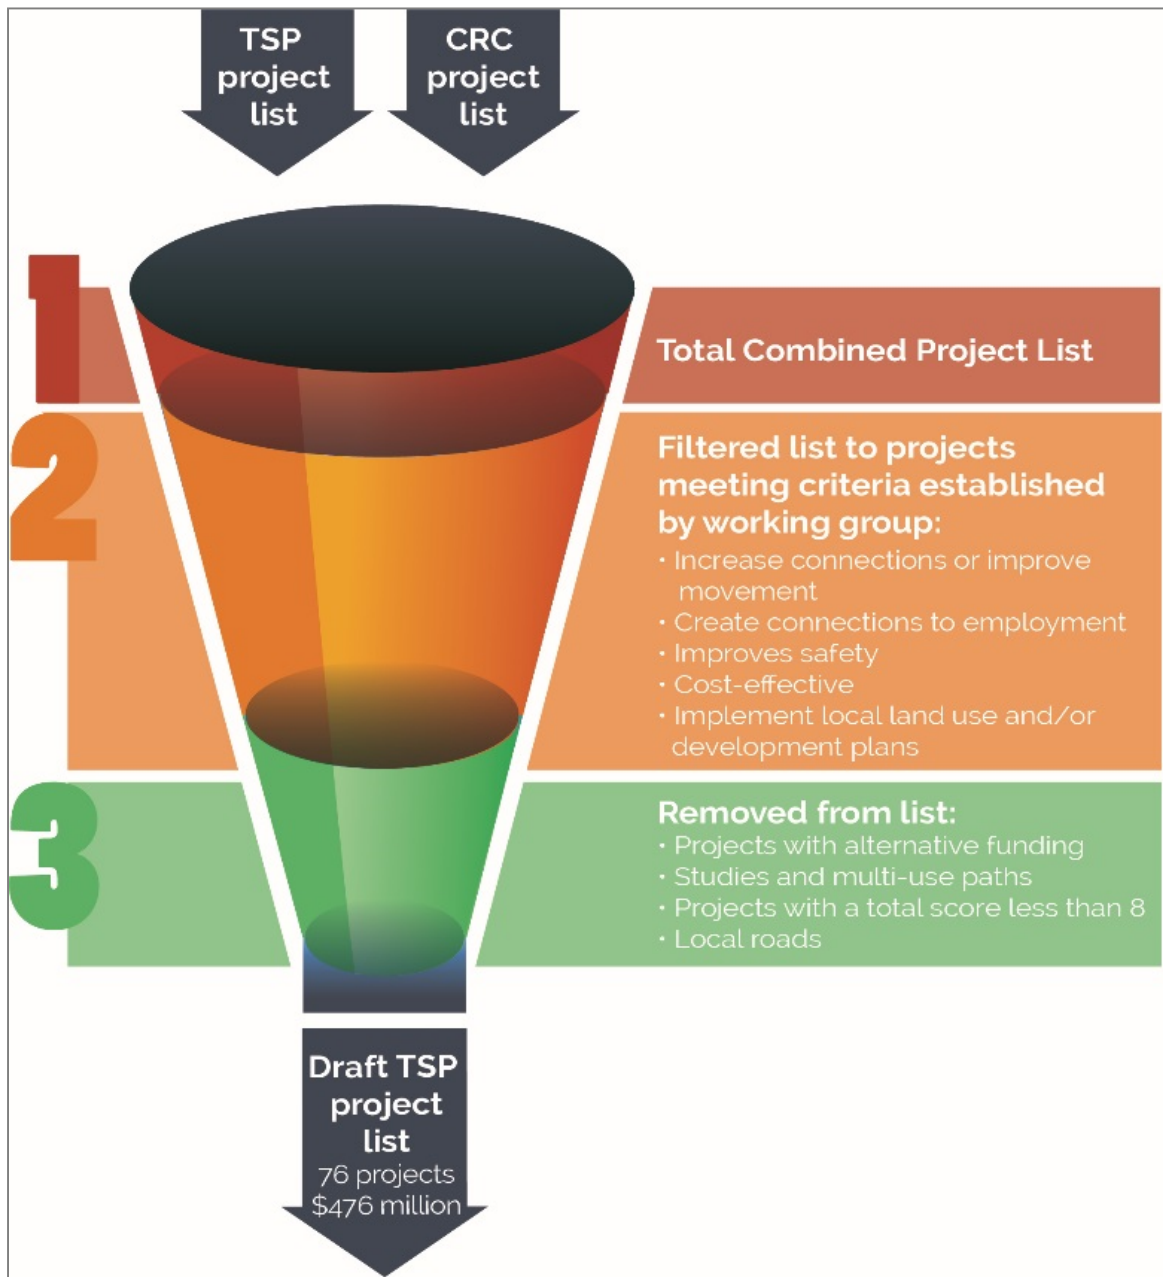 TSP
project
list
CRC
project
list
1
Total Combined Project List
2
Filtered list to projects
meeting criteria established
by working group:
• Increase connections or improve
movement
• Create connections to employment
• Improves safety
• Cost-effective
• Implement local land use and/or
development plans
3
Removed from list:
• Projects with alternative funding
• Studies and multi-use paths
• Projects with a total score less than 8
• Local roads
Draft TSP
project
list
76 projects
$476 million